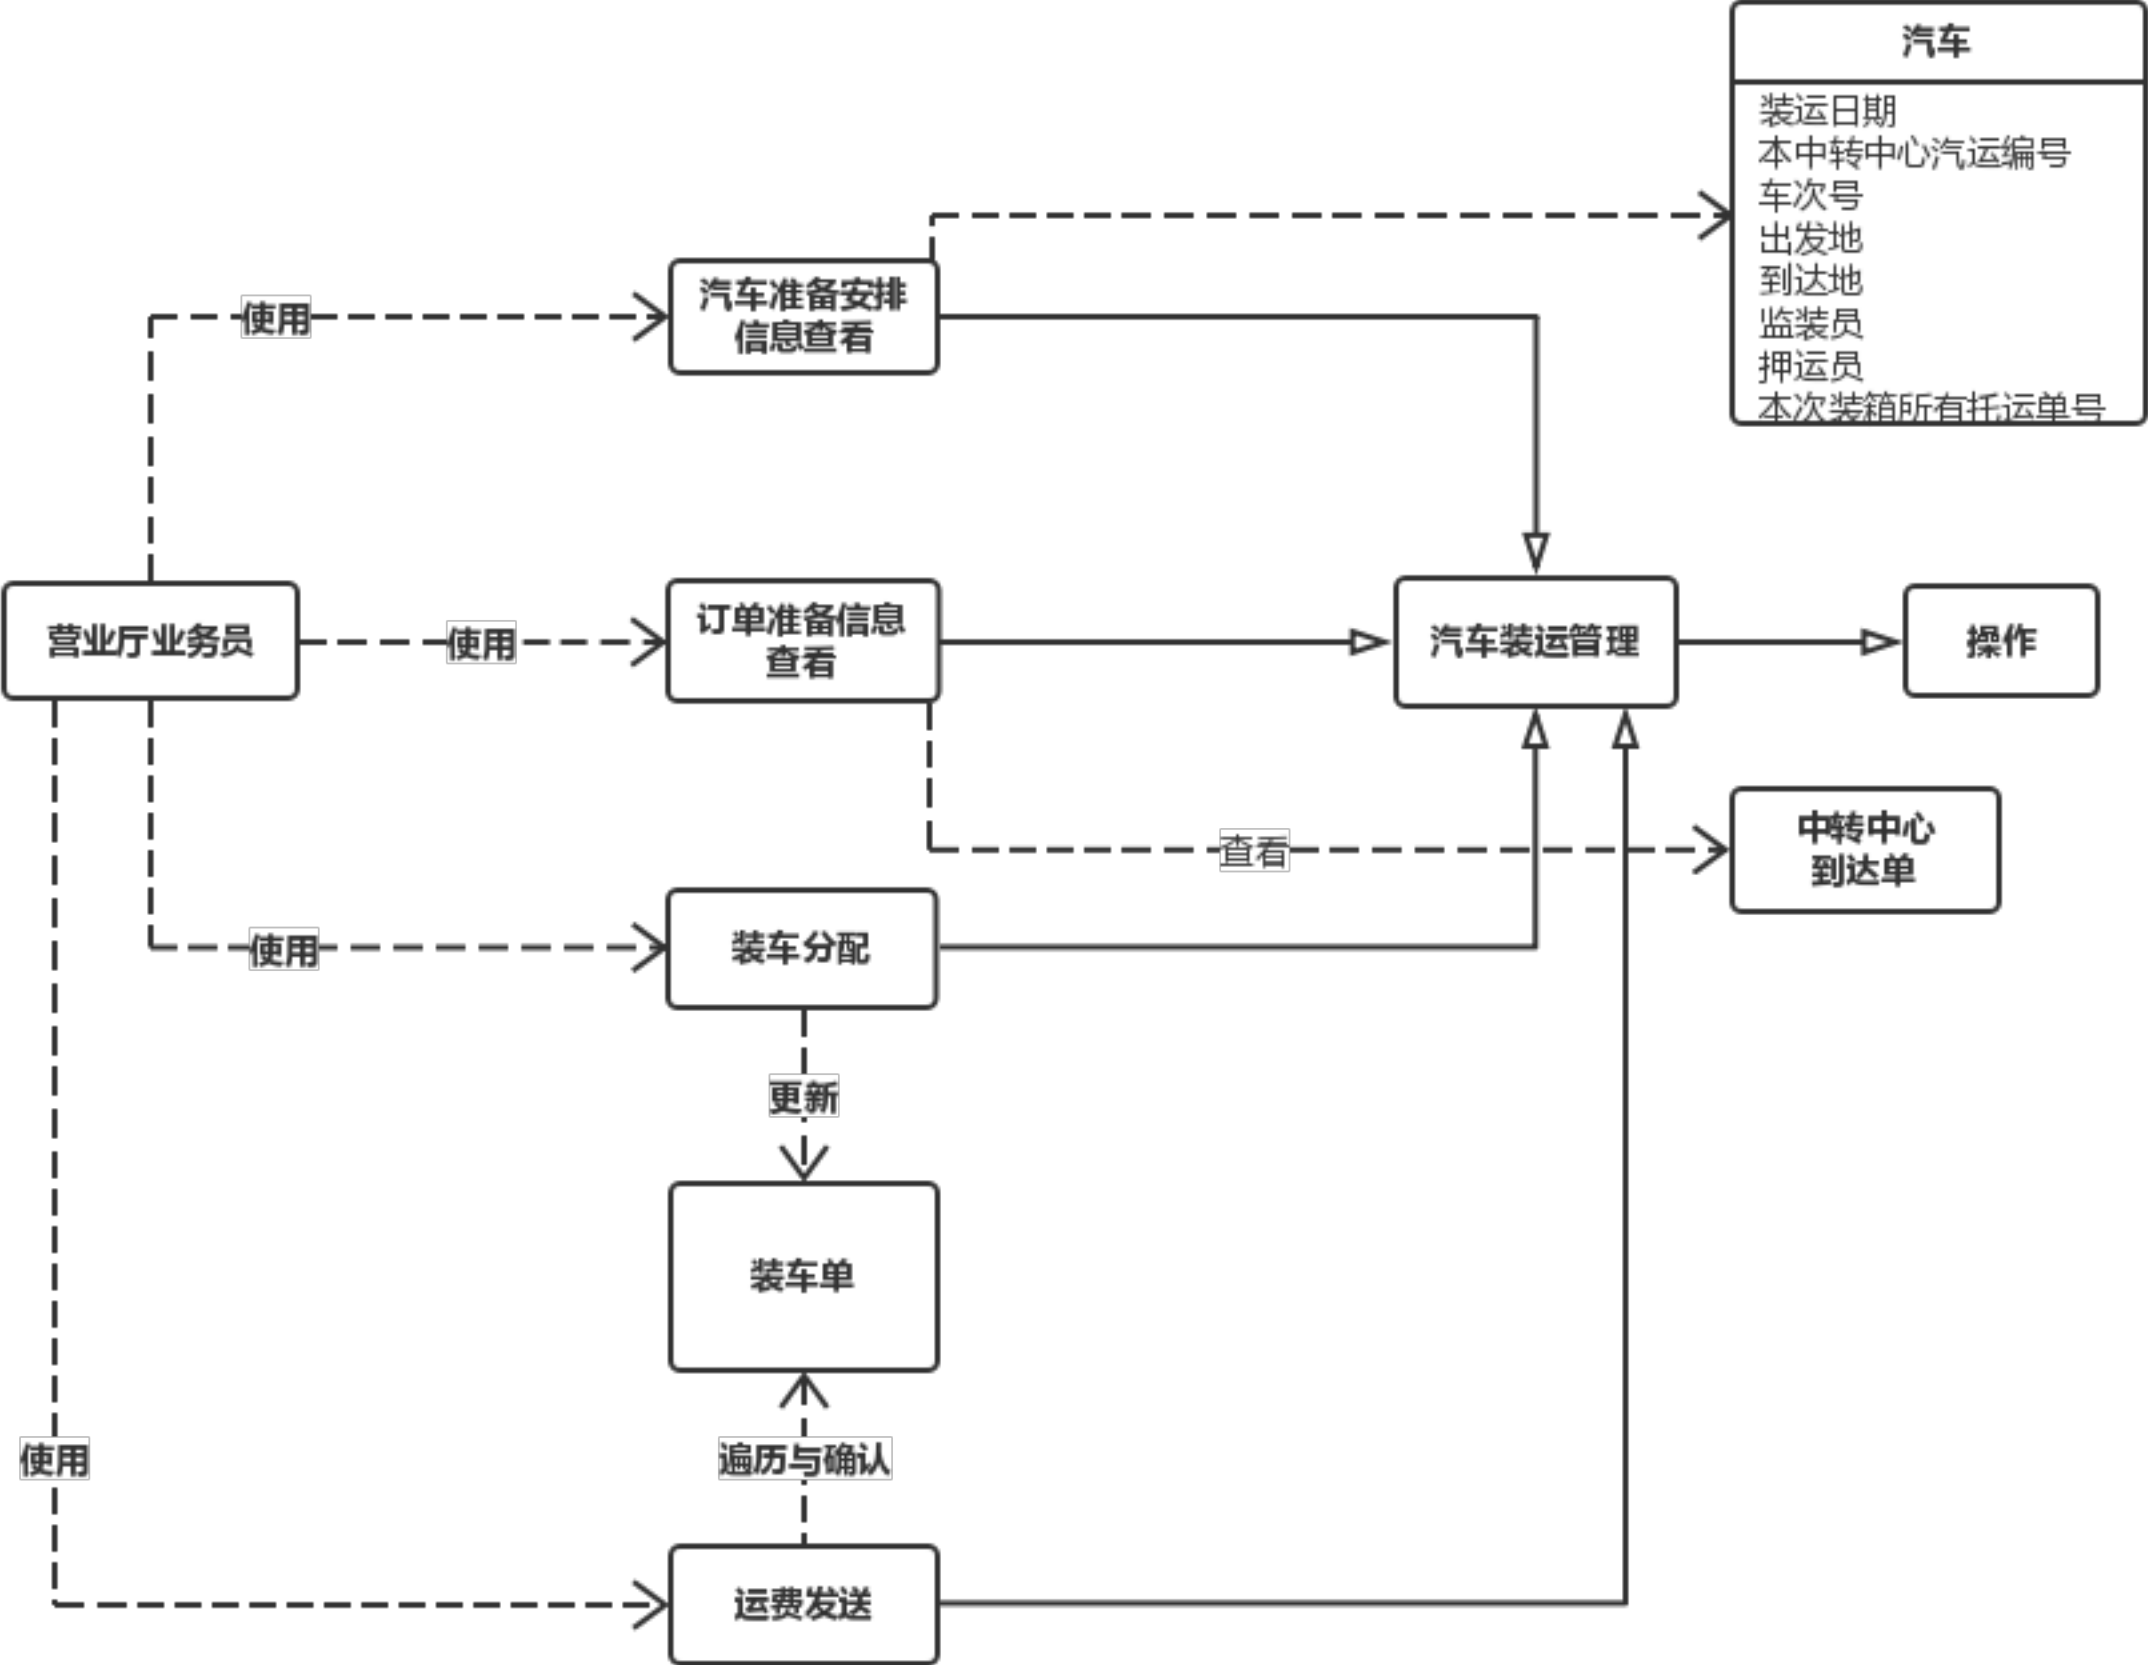 汽车
装运日期
本中转中心汽运编号
车次号
出发地
到达地
监装员
押运员
本次装箱所有托运单号
使用
汽车准备安排
信息查看
营业厅业务员
使用
订单准备信息
查看
汽车装运管理
操作
查看
中转中心
到达单
使用
装车分配
更新
装车单
使用
遍历与确认
运费发送